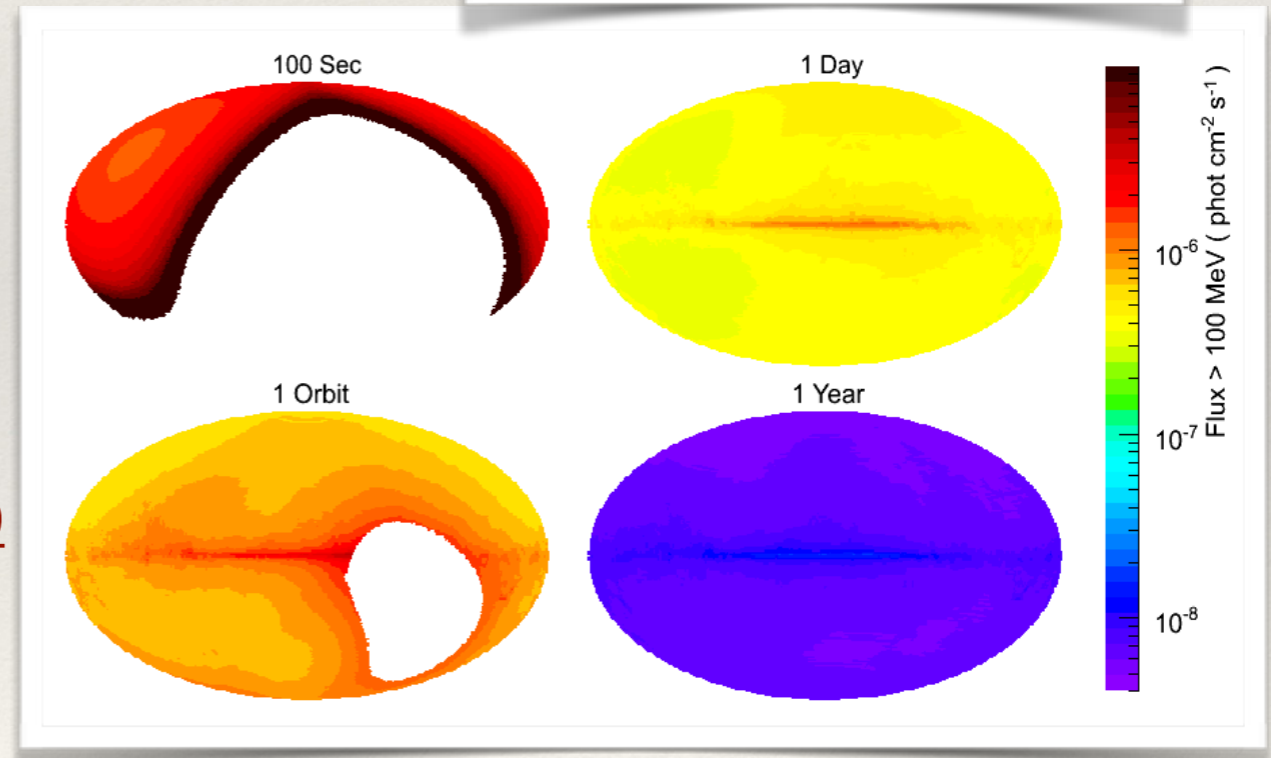 100 Sec
1 Day
1 Orbit
1 Year
10-6
10-7
10-8
Flux > 100 MeV ( phot cm-2 s-1 )
)